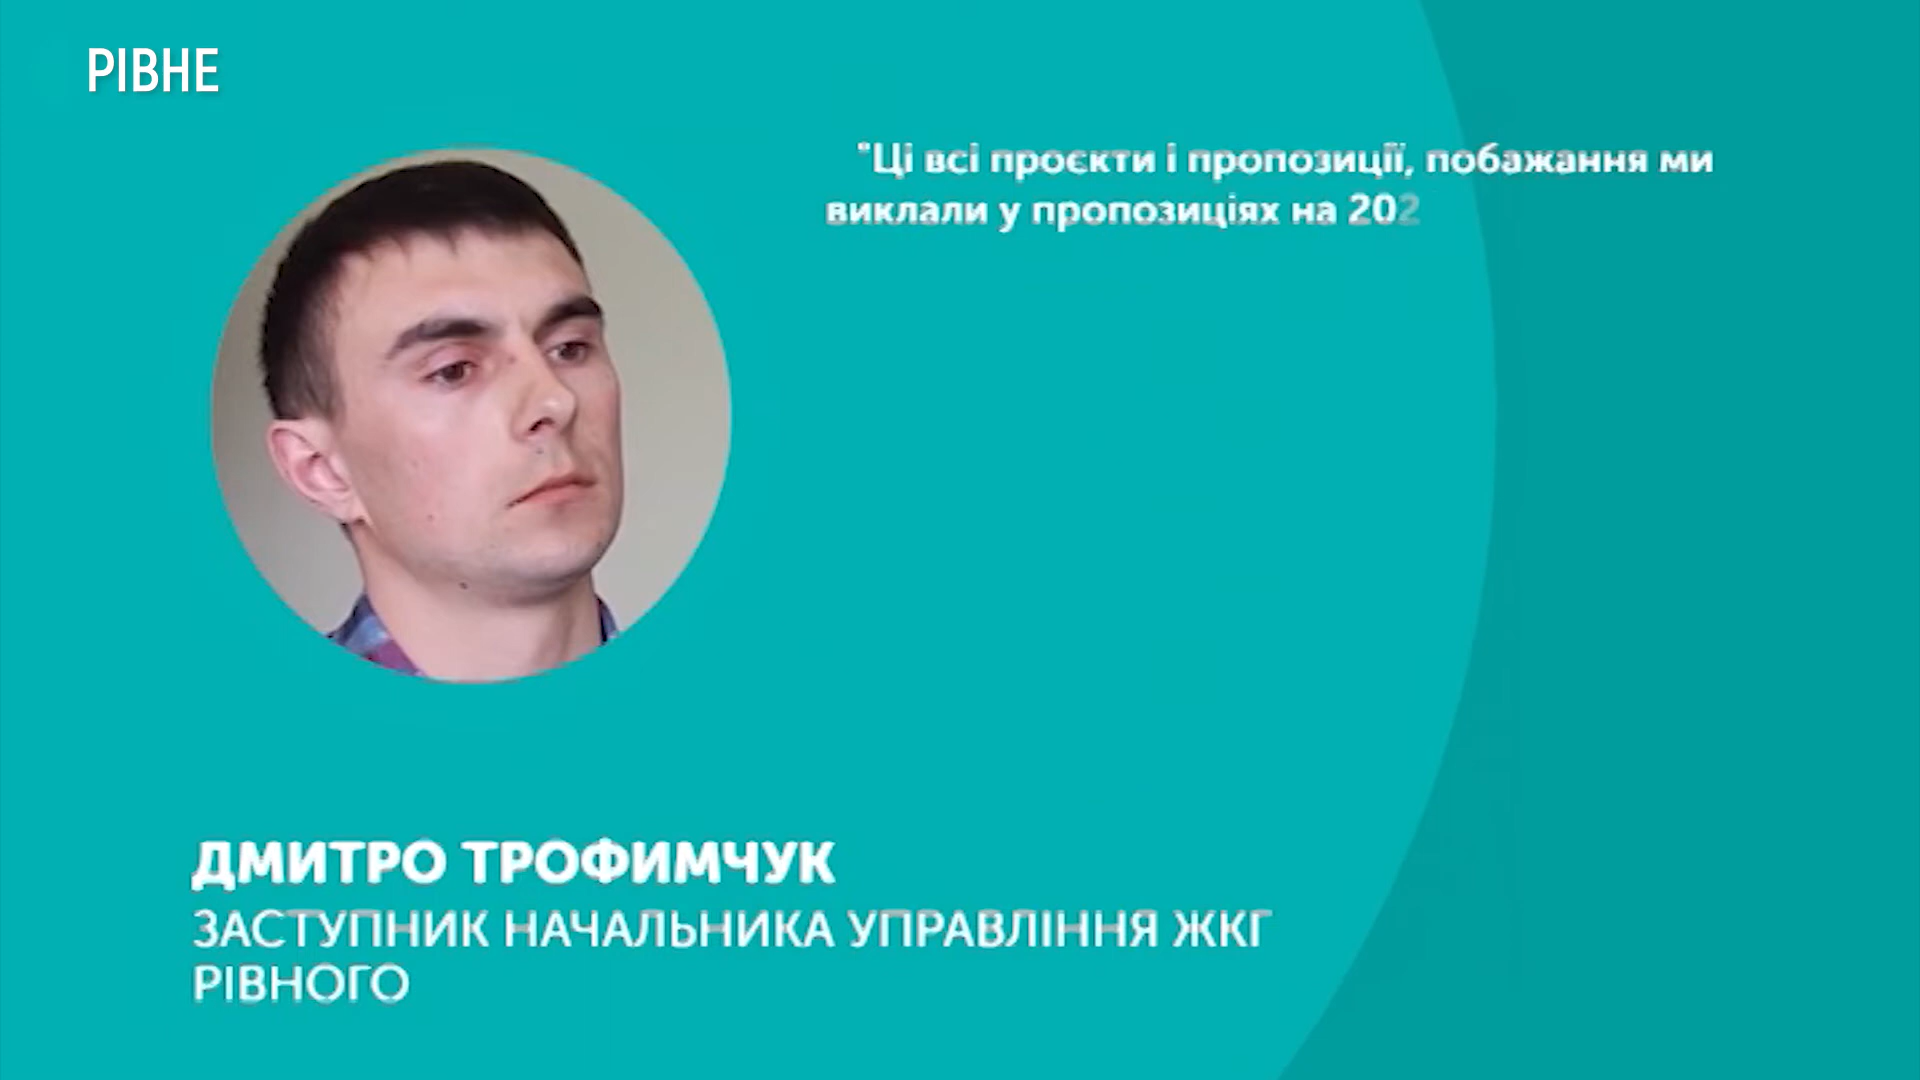 РІВНЕ
"Ці всі проєкти і пропозиції, побажання ми
виклали у пропозиціях на 202
ДМИТРО ТРОФИМЧУК
ЗАСТУПНИК НАЧАЛЬНИКА УПРАВЛІННЯ ЖКГ
РІВНОГО